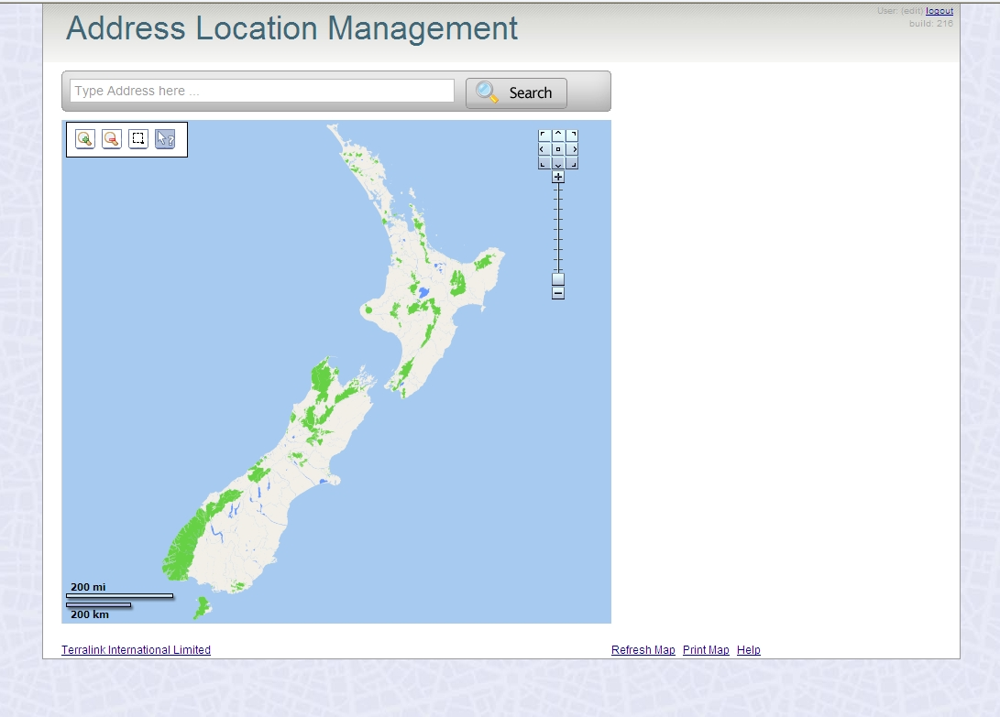 User: (edit) logout
build: 216
Address Location Management
Type Address here ...
Search
200 mi
200 km
Terralink International Limited
Refresh Map Print Map Help